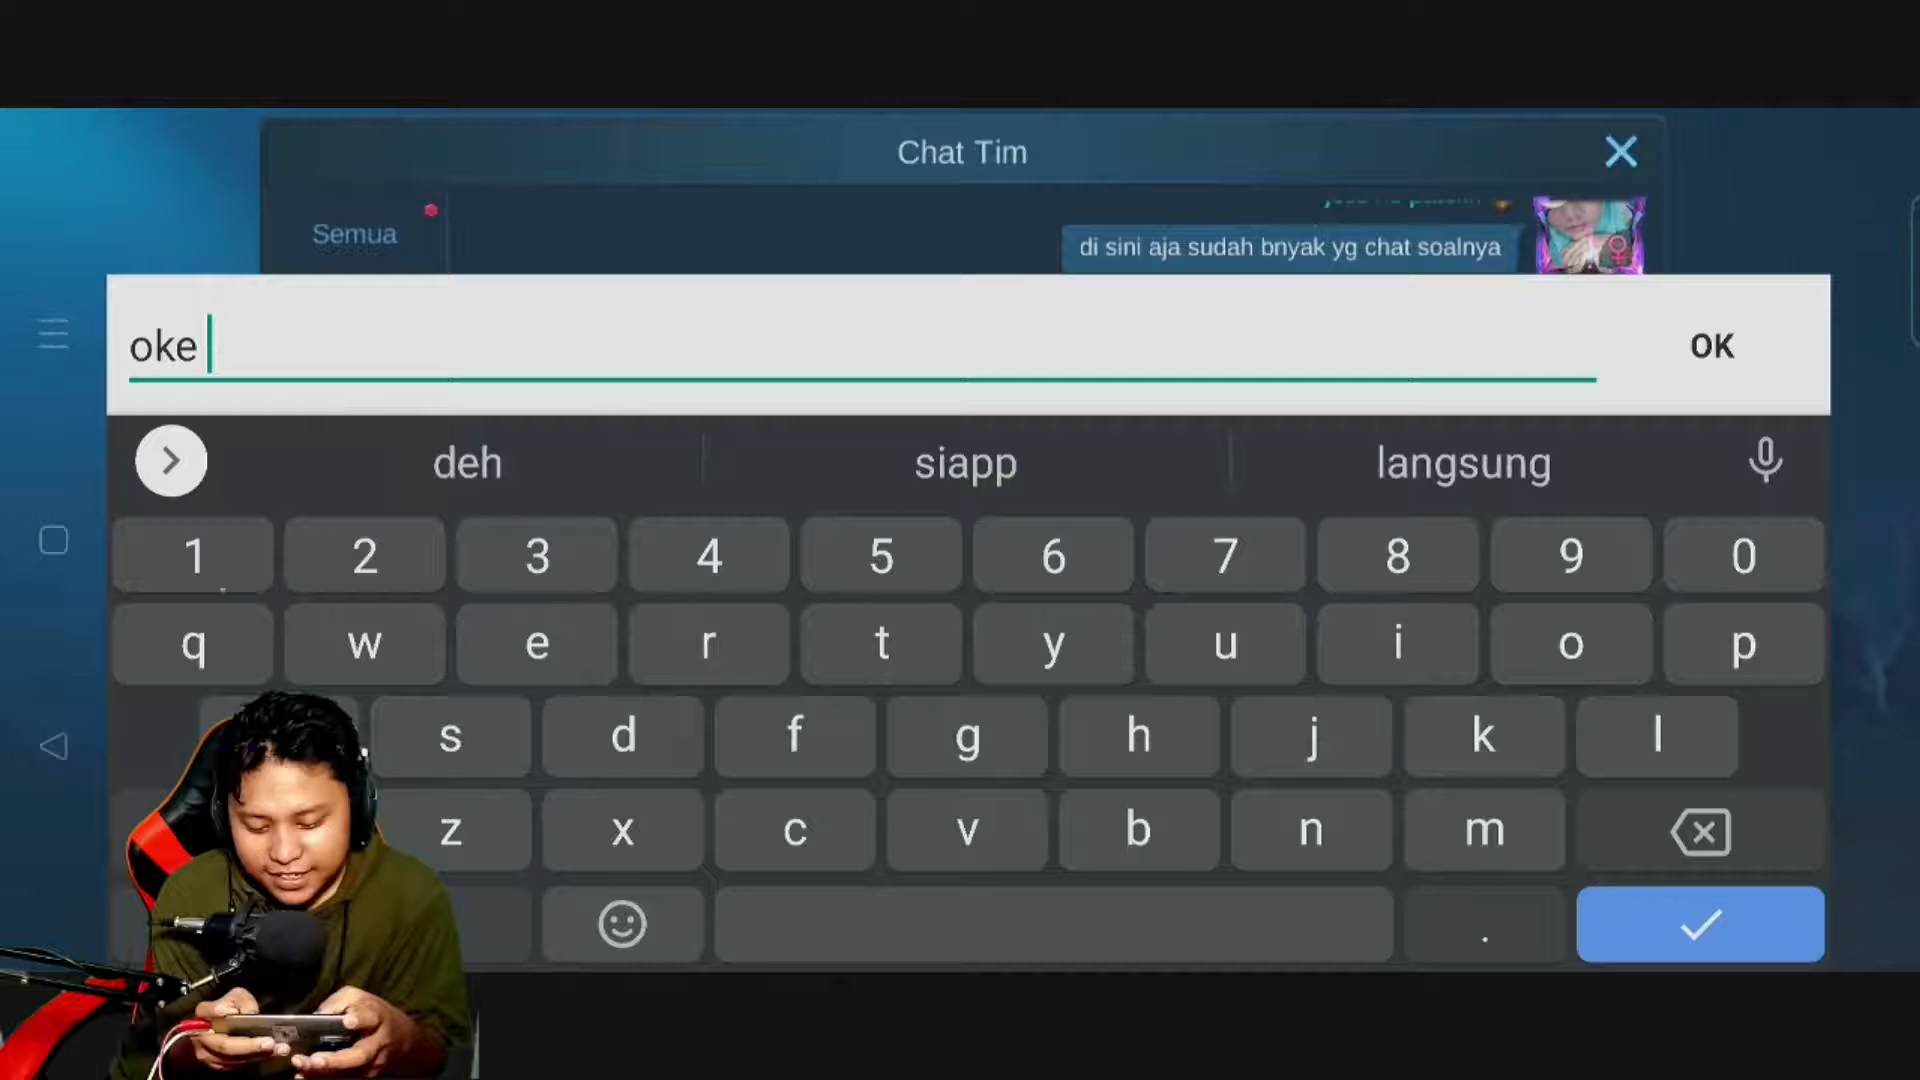 Chat Tim
Semua
di sini aja sudah bnyak yg chat soalnya
oke
OK
deh siapp langsung
1 2 3 4 5 6 7 8 9 0
q w e r t y u i o p
s d f g h j k l
z x c v b n m
.